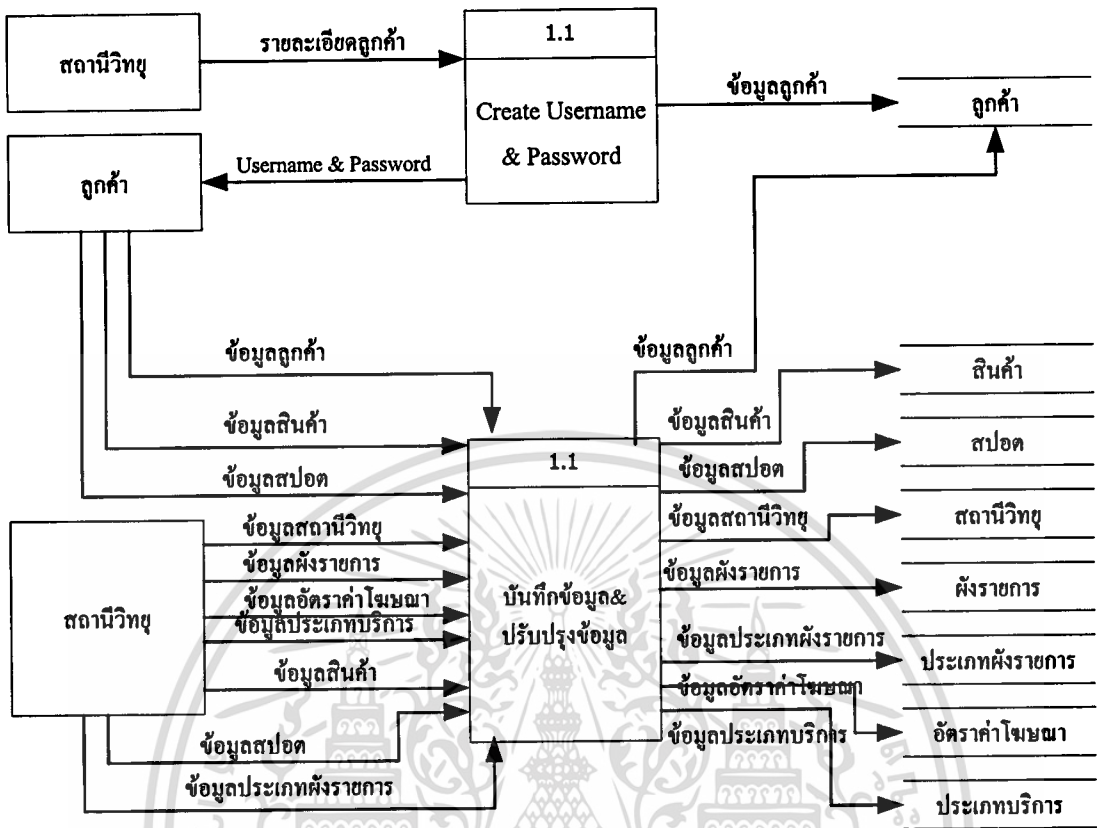 สถานีวิทยุ
รายละเอียดลูกค้า
1.1
Create Username
& Password
ข้อมูลลูกค้า
ลูกค้า
ลูกค้า
Username & Password
ข้อมูลลูกค้า
ข้อมูลสินค้า
ข้อมูลสปอต
สถานีวิทยุ
ข้อมูลสถานีวิทยุ
ข้อมูลผังรายการ
ข้อมูลอัตราค่าโฆษณา
ข้อมูลประเภทบริการ
ข้อมูลสินค้า
ข้อมูลสปอต
ข้อมูลประเภทผังรายการ
1.1
บันทึกข้อมูล&
ปรับปรุงข้อมูล
ข้อมูลลูกค้า
ข้อมูลสินค้า
ข้อมูลสปอต
ข้อมูลสถานีวิทยุ
ข้อมูลผังรายการ
ข้อมูลประเภทผังรายการ
ข้อมูลอัตราค่าโฆษณา
ข้อมูลประเภทบริการ
สินค้า
สปอต
สถานีวิทยุ
ผังรายการ
ประเภทผังรายการ
อัตราค่าโฆษณา
ประเภทบริการ